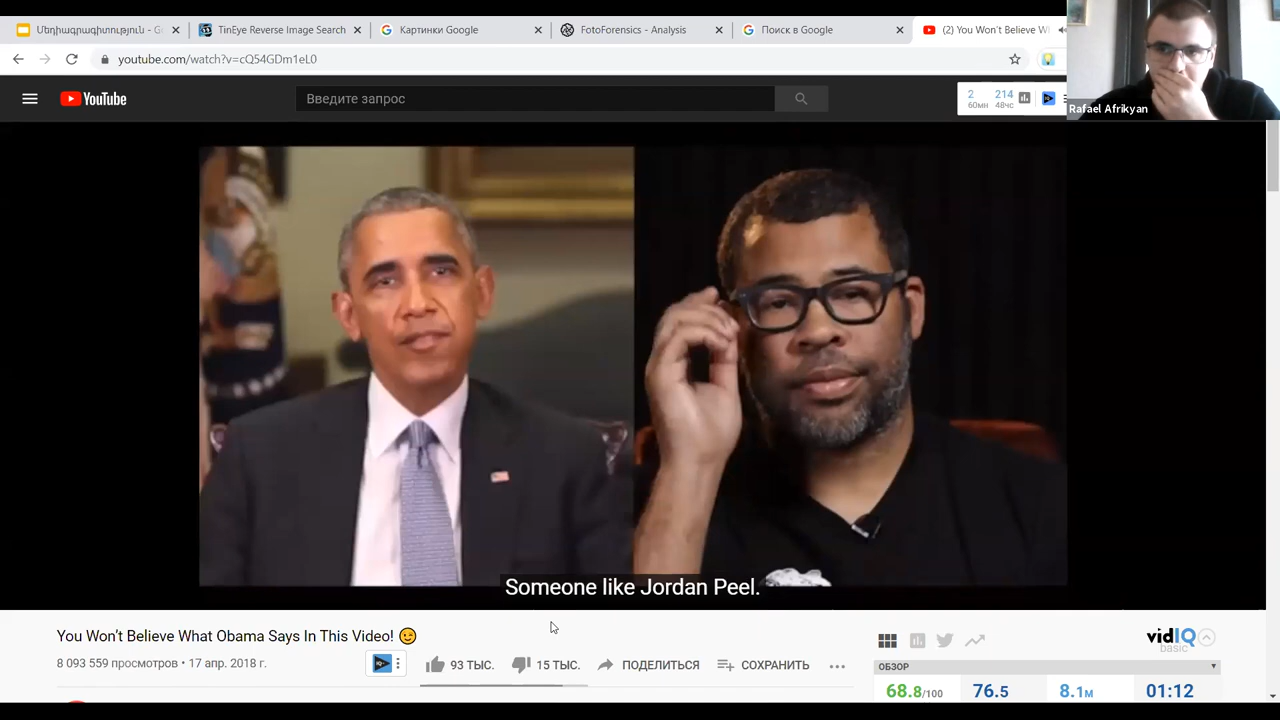 Մեդիագրագիտություն - G
TinEye Reverse Image Search
Картинки Google
FotoForensics - Analysis
Поиск в Google
(2) You Won't Believe W
youtube.com/watch?v=cQ54GDm1eL0
YouTube
Введите запрос
2 214
60мн 48чс
Rafael Afrikyan
Someone like Jordan Peel.
You Won't Believe What Obama Says In This Video! 😉
8 093 559 просмотров • 17 апр. 2018 г.
93 ТЫС.
15 ТЫС.
ПОДЕЛИТЬСЯ
СОХРАНИТЬ
vidIQ
basic
ОБЗОР
68.8/100 76.5 8.1м 01:12